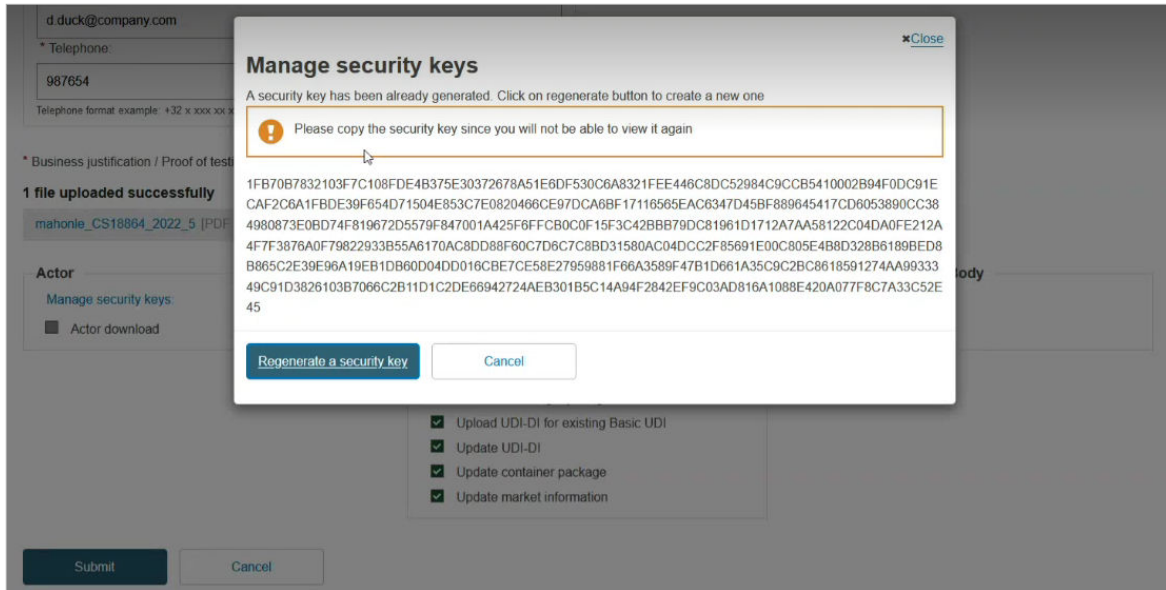 d.duck@company.com
* Telephone:
987654
Telephone format example: +32 x xxx xx x
* Business justification / Proof of testi
1 file uploaded successfully
mahonle_CS18864_2022_5 [PDF
Actor
Manage security keys:
Actor download
Close
Manage security keys
A security key has been already generated. Click on regenerate button to create a new one
Please copy the security key since you will not be able to view it again
1FB70B7832103F7C108FDE4B375E30372678A51E6DF530C6A8321FEE446C8DC52984C9CCB5410002B94F0DC91E
CAF2C6A1FBDE39F654D71504E853C7E0820466CE97DCA6BF17116565EAC6347D45BF889645417CD6053890CC38
4980873E0BD74F819672D5579F847001A425F6FFCB0C0F15F3C42BBB79DC81961D1712A7AA58122C04DA0FE212A
4F7F3876A0F79822933B55A6170AC8DD88F60C7D6C7C8BD31580AC04DCC2F85691E00C805E4B8D328B6189BED8
B865C2E39E96A19EB1DB60D04DD016CBE7CE58E27959881F66A3589F47B1D661A35C9C2BC8618591274AA99333
49C91D3826103B7066C2B11D1C2DE66942724AEB301B5C14A94F2842EF9C03AD816A1088E420A077F8C7A33C52E
45
Regenerate a security key
Cancel
ody
Upload UDI-DI for existing Basic UDI
Update UDI-DI
Update container package
Update market information
Submit
Cancel